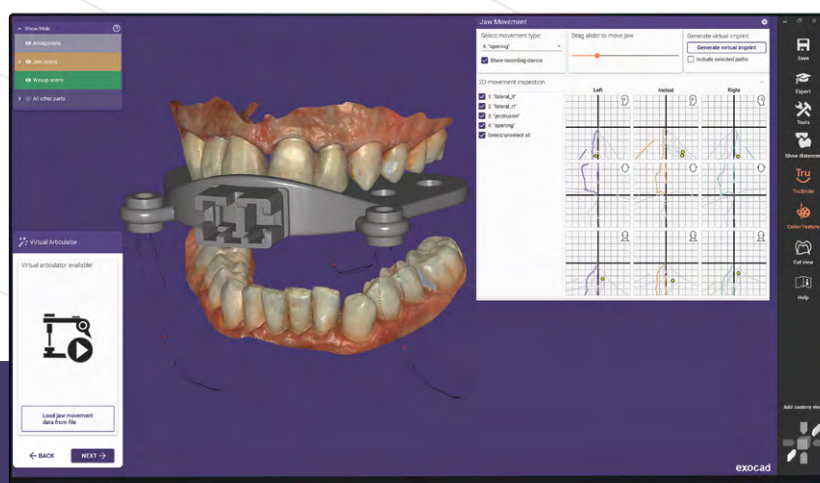 Show/Hide
Antagonists
Jaw scans
Waxup scans
All other parts
Virtual Articulator
Virtual articulator available!
Load jaw movement
data from file
BACK
NEXT
Jaw Movement
Select movement type:
4: "opening"
Show recording device
Drag slider to move jaw
Generate virtual imprint
Generate virtual imprint
Include selected paths
2D movement inspection
1: "lateral_lt"
2: "lateral_rt"
3: "protrusion"
4: "opening"
Select/unselect all
Left
Incisal
Right
Save
Expert
Tools
Show distances
Tru
TruSmile
Color/Texture
Cut view
Help
Add custom view
exocad